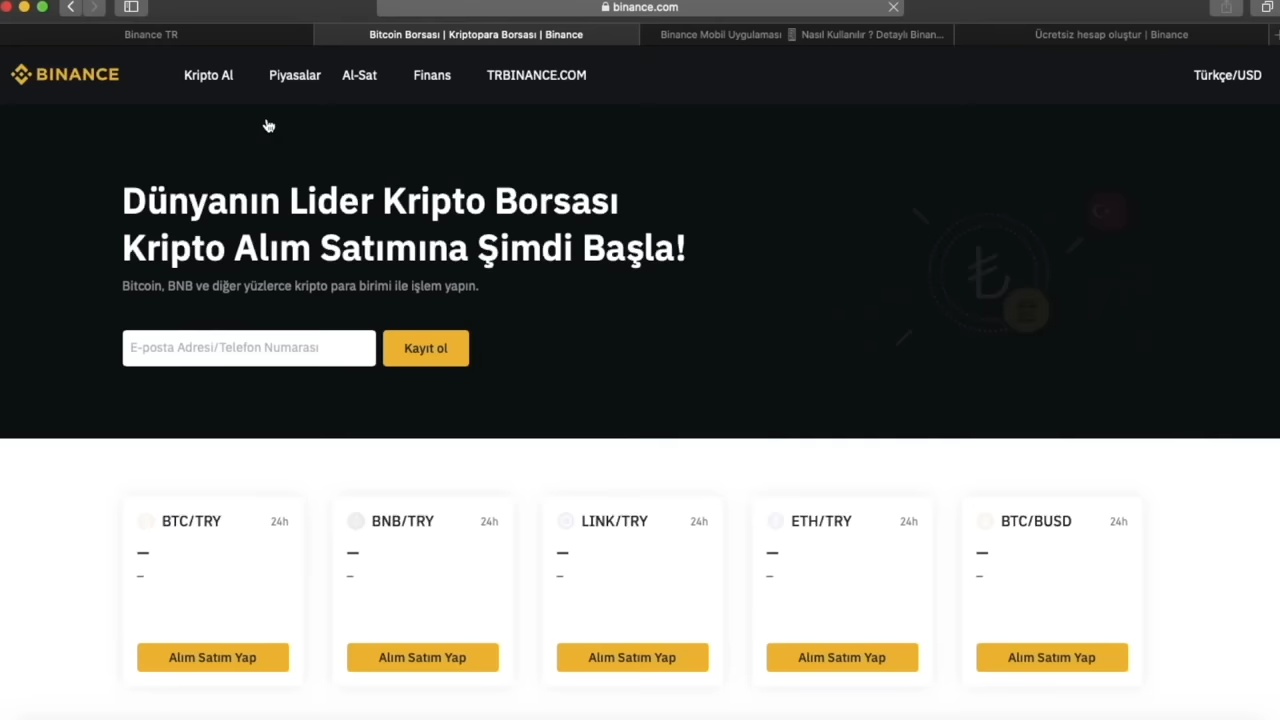 binance.com
Binance TR
Bitcoin Borsası | Kriptopara Borsası | Binance
Binance Mobil Uygulaması Nasıl Kullanılır ? Detaylı Binan...
Ücretsiz hesap oluştur | Binance
BINANCE
Kripto Al
Piyasalar
Al-Sat
Finans
TRBINANCE.COM
Türkçe/USD
Dünyanın Lider Kripto Borsası
Kripto Alım Satımına Şimdi Başla!
Bitcoin, BNB ve diğer yüzlerce kripto para birimi ile işlem yapın.
E-posta Adresi/Telefon Numarası
Kayıt ol
BTC/TRY 24h
–
–
Alım Satım Yap
BNB/TRY 24h
–
–
Alım Satım Yap
LINK/TRY 24h
–
–
Alım Satım Yap
ETH/TRY 24h
–
–
Alım Satım Yap
BTC/BUSD 24h
–
–
Alım Satım Yap